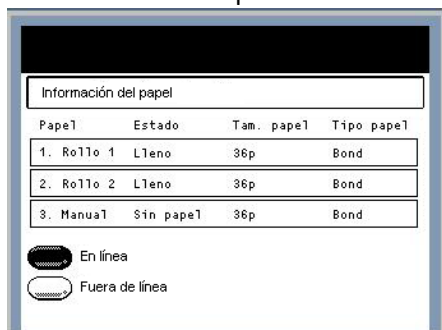 Información del papel
Papel Estado Tam. papel Tipo papel
1. Rollo 1 Lleno 36p Bond
2. Rollo 2 Lleno 36p Bond
3. Manual Sin papel 36p Bond
En línea
Fuera de línea